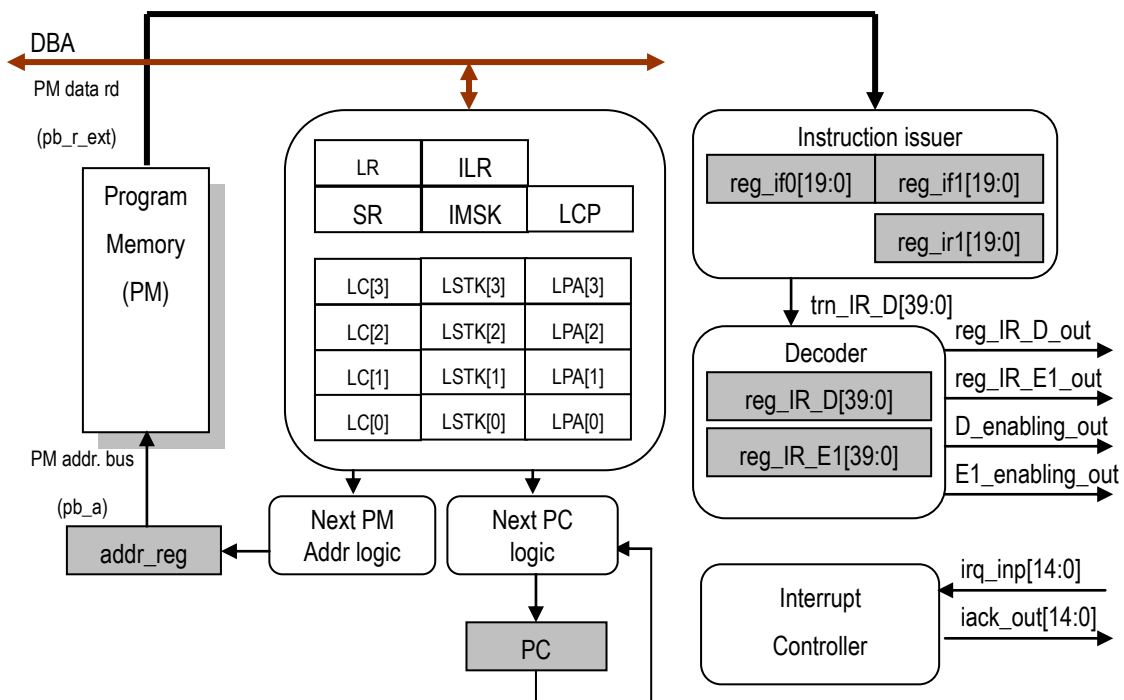 DBA
PM data rd
(pb_r_ext)
Program
Memory
(PM)
PM addr. bus
(pb_a)
addr_reg
LR
ILR
SR
IMSK
LCP
LC[3]
LSTK[3]
LPA[3]
LC[2]
LSTK[2]
LPA[2]
LC[1]
LSTK[1]
LPA[1]
LC[0]
LSTK[0]
LPA[0]
Next PM
Addr logic
Next PC
logic
PC
Instruction issuer
reg_if0[19:0]
reg_if1[19:0]
reg_ir1[19:0]
trn_IR_D[39:0]
Decoder
reg_IR_D[39:0]
reg_IR_E1[39:0]
reg_IR_D_out
reg_IR_E1_out
D_enabling_out
E1_enabling_out
Interrupt
Controller
irq_inp[14:0]
iack_out[14:0]